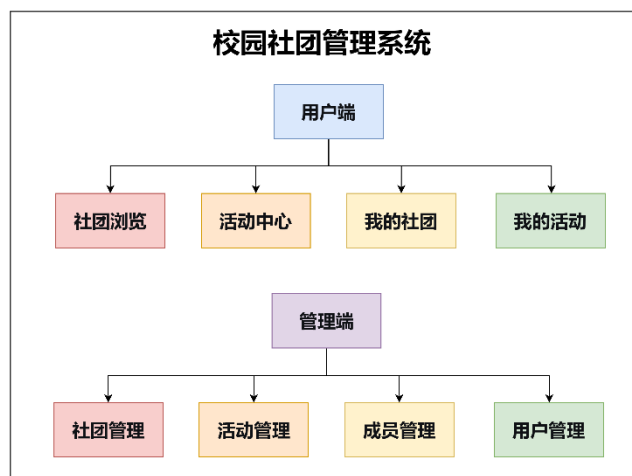 校园社团管理系统
用户端
社团浏览 活动中心 我的社团 我的活动
管理端
社团管理 活动管理 成员管理 用户管理